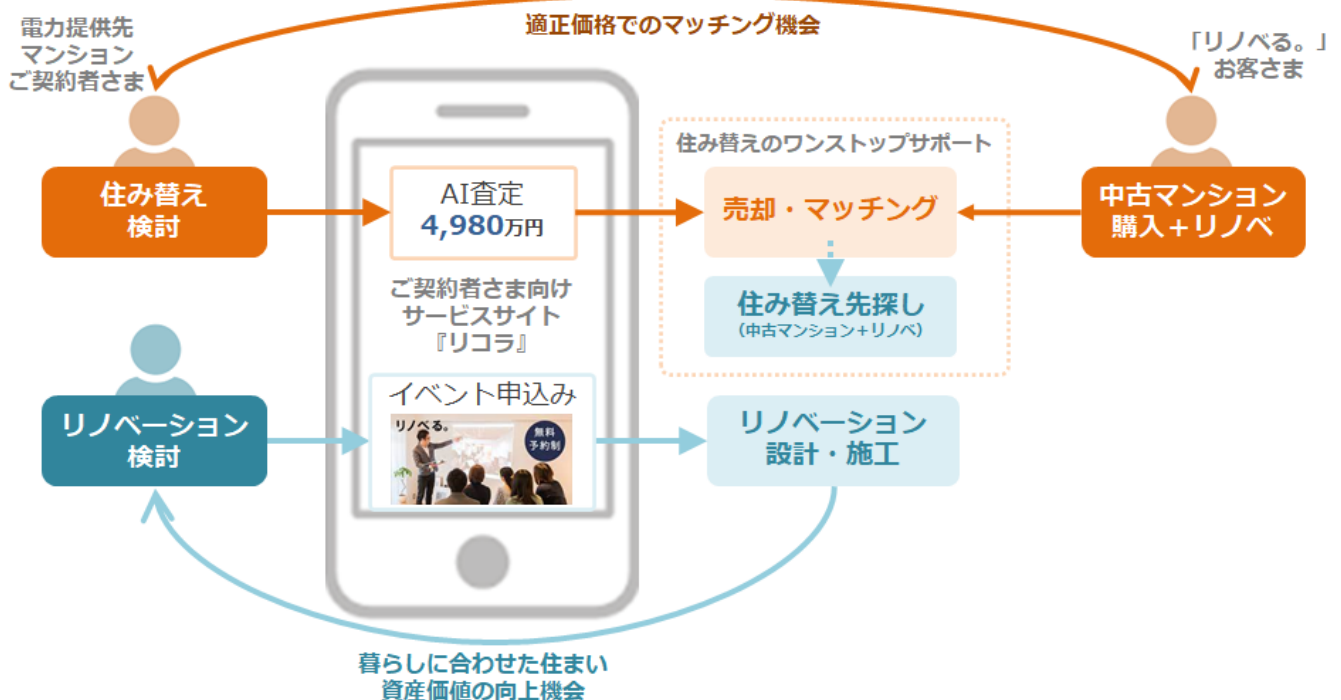 適正価格でのマッチング機会
電力提供先
マンション
ご契約者さま
「リノベる。」
お客さま
住み替え
検討
AI査定
4,980万円
住み替えのワンストップサポート
売却・マッチング
中古マンション
購入＋リノベ
ご契約者さま向け
サービスサイト
『リコラ』
住み替え先探し
（中古マンション＋リノベ）
リノベーション
検討
イベント申込み
リノベる。
無料
予約制
リノベーション
設計・施工
暮らしに合わせた住まい
資産価値の向上機会